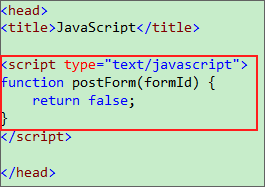 <head>
<title>JavaScript</title>
<script type="text/javascript">
function postForm(formId) {
    return false;
}
</script>
</head>